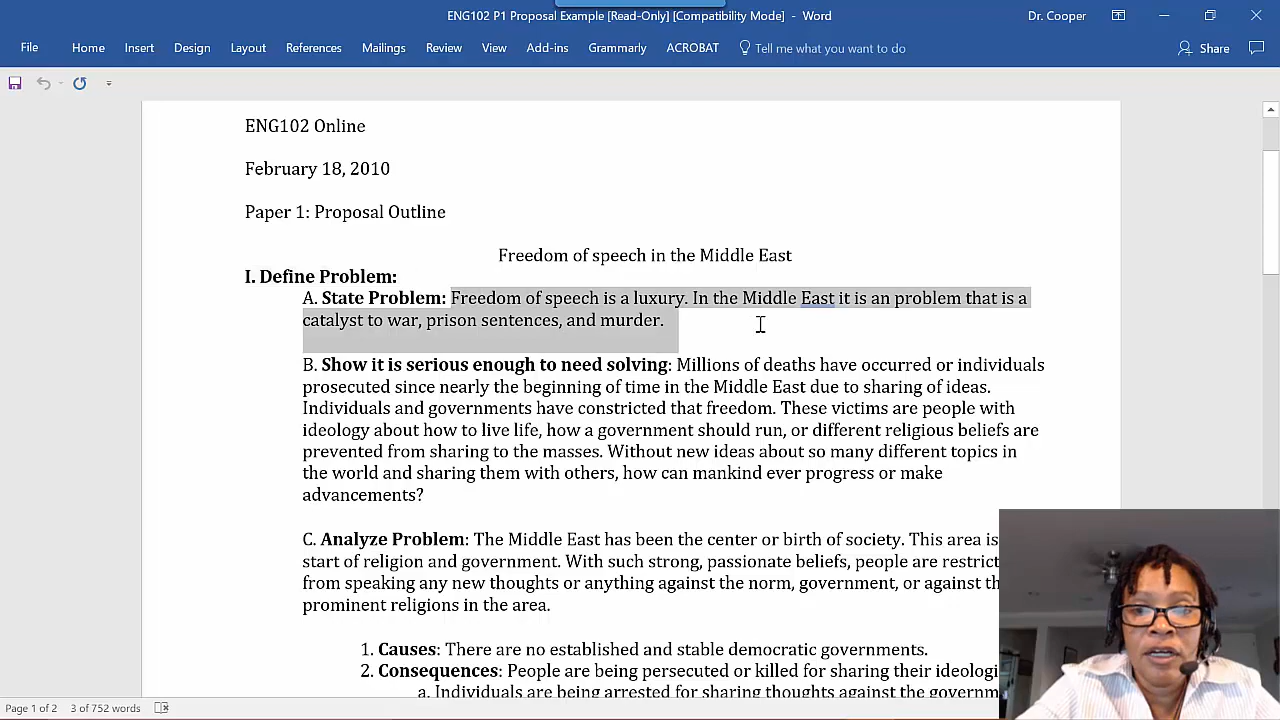 ENG102 P1 Proposal Example [Read-Only] [Compatibility Mode] - Word
Dr. Cooper
File Home Insert Design Layout References Mailings Review View Add-ins Grammarly ACROBAT Tell me what you want to do Share
ENG102 Online
February 18, 2010
Paper 1: Proposal Outline
Freedom of speech in the Middle East
I. Define Problem:
A. State Problem: Freedom of speech is a luxury. In the Middle East it is an problem that is a
catalyst to war, prison sentences, and murder.
B. Show it is serious enough to need solving: Millions of deaths have occurred or individuals
prosecuted since nearly the beginning of time in the Middle East due to sharing of ideas.
Individuals and governments have constricted that freedom. These victims are people with
ideology about how to live life, how a government should run, or different religious beliefs are
prevented from sharing to the masses. Without new ideas about so many different topics in
the world and sharing them with others, how can mankind ever progress or make
advancements?
C. Analyze Problem: The Middle East has been the center or birth of society. This area is
start of religion and government. With such strong, passionate beliefs, people are restrict
from speaking any new thoughts or anything against the norm, government, or against th
prominent religions in the area.
1. Causes: There are no established and stable democratic governments.
2. Consequences: People are being persecuted or killed for sharing their ideologi
a. Individuals are being arrested for sharing thoughts against the governm
Page 1 of 2 3 of 752 words